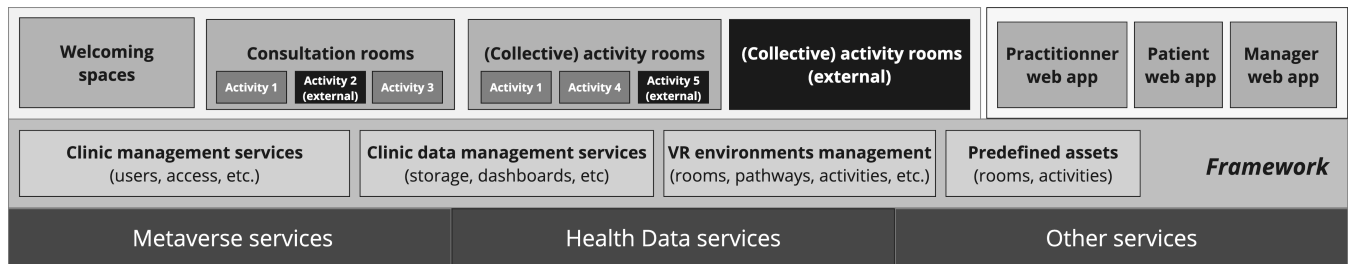 Welcoming
spaces
Consultation rooms
Activity 1
Activity 2
(external)
Activity 3
(Collective) activity rooms
Activity 1
Activity 4
Activity 5
(external)
(Collective) activity rooms
(external)
Practitionner
web app
Patient
web app
Manager
web app
Clinic management services
(users, access, etc.)
Clinic data management services
(storage, dashboards, etc)
VR environments management
(rooms, pathways, activities, etc.)
Predefined assets
(rooms, activities)
Framework
Metaverse services
Health Data services
Other services